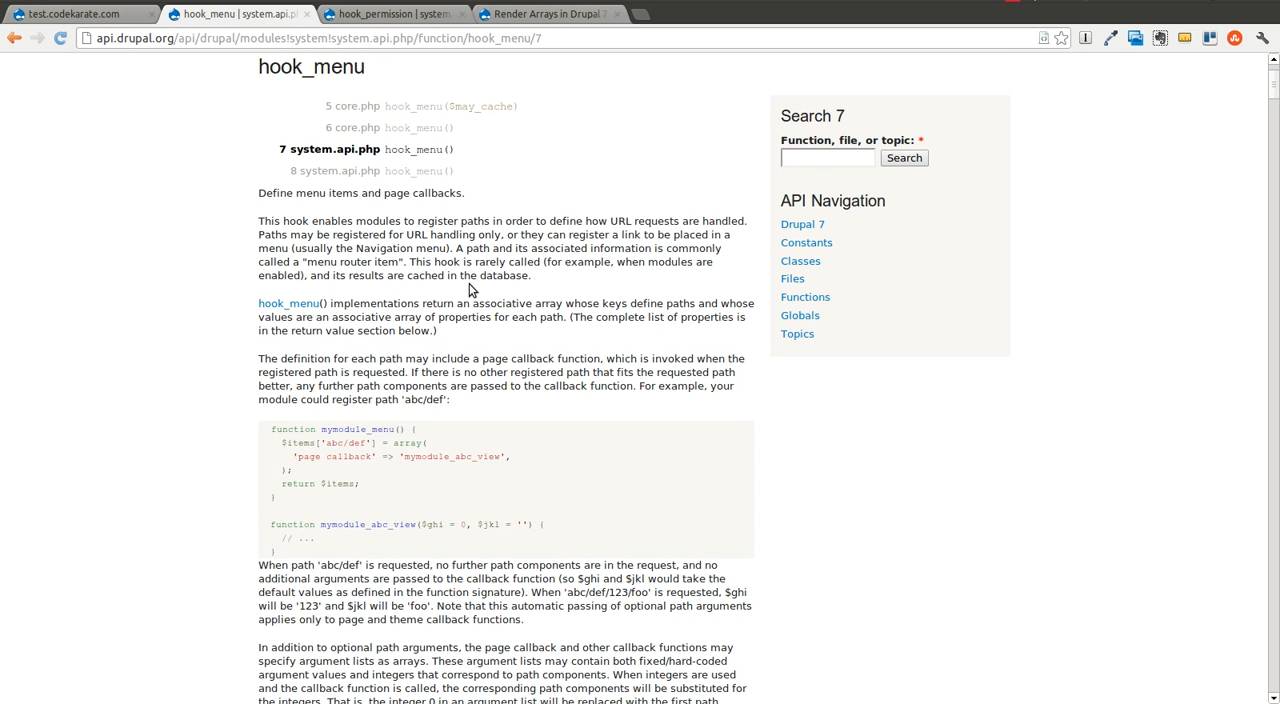 test.codekarate.com
hook_menu | system.api.pl
hook_permission | system
Render Arrays in Drupal 7
api.drupal.org/api/drupal/modules!system!system.api.php/function/hook_menu/7
hook_menu
5 core.php hook_menu($may_cache)
6 core.php hook_menu()
7 system.api.php hook_menu()
8 system.api.php hook_menu()
Define menu items and page callbacks.
This hook enables modules to register paths in order to define how URL requests are handled.
Paths may be registered for URL handling only, or they can register a link to be placed in a
menu (usually the Navigation menu). A path and its associated information is commonly
called a "menu router item". This hook is rarely called (for example, when modules are
enabled), and its results are cached in the database.
hook_menu() implementations return an associative array whose keys define paths and whose
values are an associative array of properties for each path. (The complete list of properties is
in the return value section below.)
The definition for each path may include a page callback function, which is invoked when the
registered path is requested. If there is no other registered path that fits the requested path
better, any further path components are passed to the callback function. For example, your
module could register path 'abc/def':
function mymodule_menu() {
$items['abc/def'] = array(
'page callback' => 'mymodule_abc_view',
);
return $items;
}
function mymodule_abc_view($ghi = 0, $jkl = '') {
// ...
}
When path 'abc/def' is requested, no further path components are in the request, and no
additional arguments are passed to the callback function (so $ghi and $jkl would take the
default values as defined in the function signature). When 'abc/def/123/foo' is requested, $ghi
will be '123' and $jkl will be 'foo'. Note that this automatic passing of optional path arguments
applies only to page and theme callback functions.
In addition to optional path arguments, the page callback and other callback functions may
specify argument lists as arrays. These argument lists may contain both fixed/hard-coded
argument values and integers that correspond to path components. When integers are used
and the callback function is called, the corresponding path components will be substituted for
the integers. That is, the integer 0 in an argument list will be replaced with the first path
Search 7
Function, file, or topic: *
Search
API Navigation
Drupal 7
Constants
Classes
Files
Functions
Globals
Topics